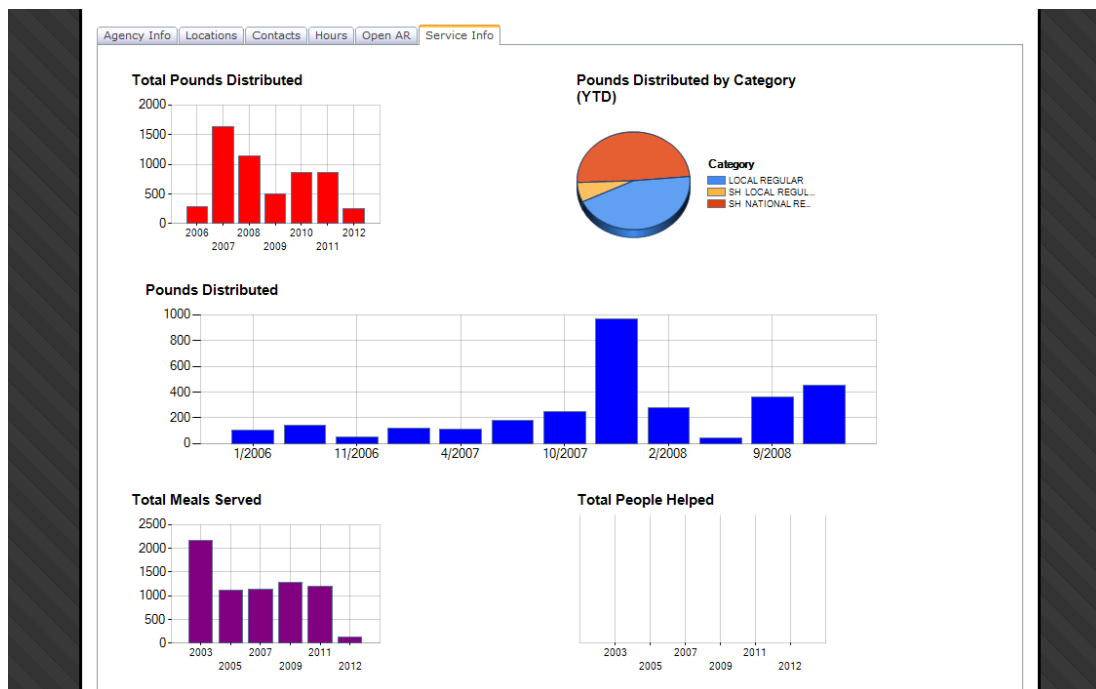 Agency Info Locations Contacts Hours Open AR Service Info
Total Pounds Distributed
2000
1500
1000
500
0
2006 2008 2010 2012
2007 2009 2011
Pounds Distributed by Category
(YTD)
Category
LOCAL REGULAR
SH LOCAL REGUL...
SH NATIONAL RE...
Pounds Distributed
1000
800
600
400
200
0
1/2006 11/2006 4/2007 10/2007 2/2008 9/2008
Total Meals Served
2500
2000
1500
1000
500
0
2003 2007 2011
2005 2009 2012
Total People Helped
2003 2007 2011
2005 2009 2012